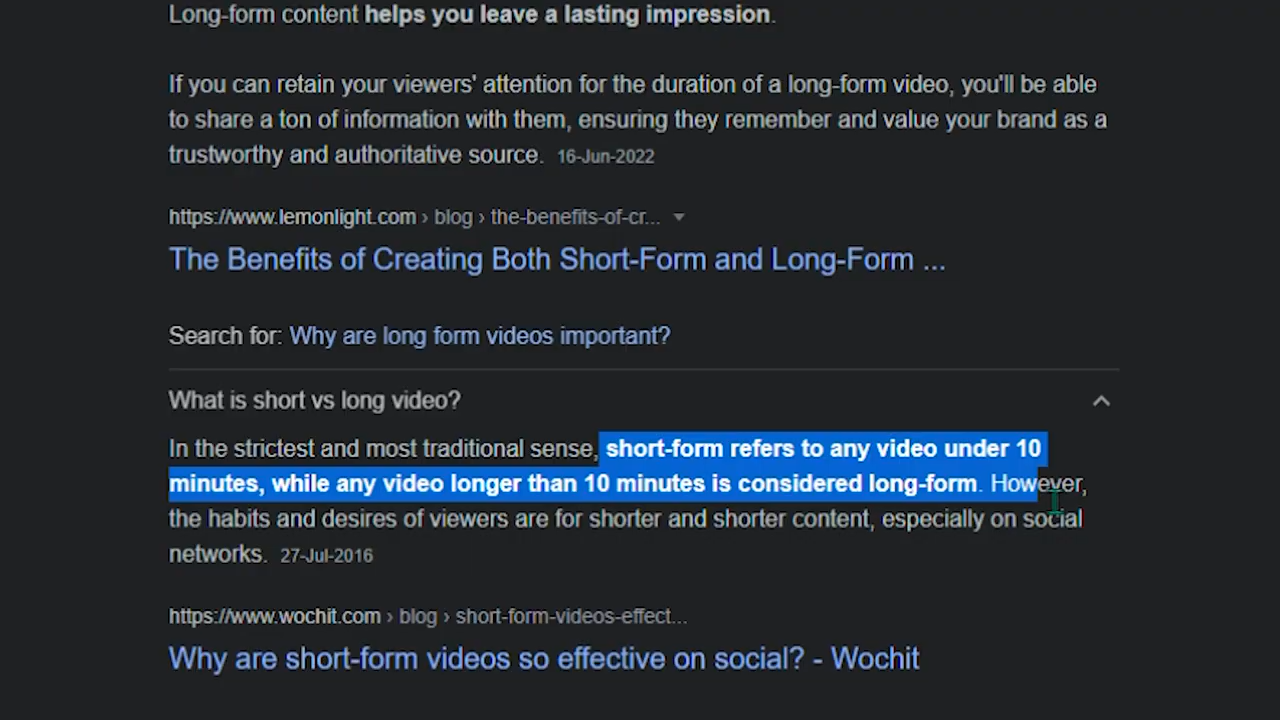 Long-form content helps you leave a lasting impression.
If you can retain your viewers' attention for the duration of a long-form video, you'll be able
to share a ton of information with them, ensuring they remember and value your brand as a
trustworthy and authoritative source. 16-Jun-2022
https://www.lemonlight.com › blog › the-benefits-of-cr...
The Benefits of Creating Both Short-Form and Long-Form ...
Search for: Why are long form videos important?
What is short vs long video?
In the strictest and most traditional sense, short-form refers to any video under 10
minutes, while any video longer than 10 minutes is considered long-form. However,
the habits and desires of viewers are for shorter and shorter content, especially on social
networks. 27-Jul-2016
https://www.wochit.com › blog › short-form-videos-effect...
Why are short-form videos so effective on social? - Wochit